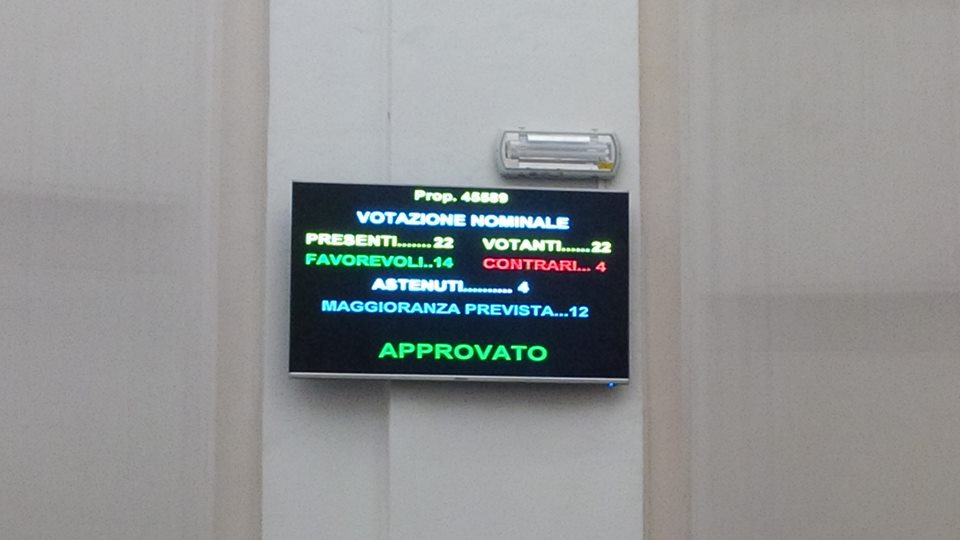 Prop. 45589
VOTAZIONE NOMINALE
PRESENTI.......22 VOTANTI......22
FAVOREVOLI..14 CONTRARI... 4
ASTENUTI.......... 4
MAGGIORANZA PREVISTA...12
APPROVATO